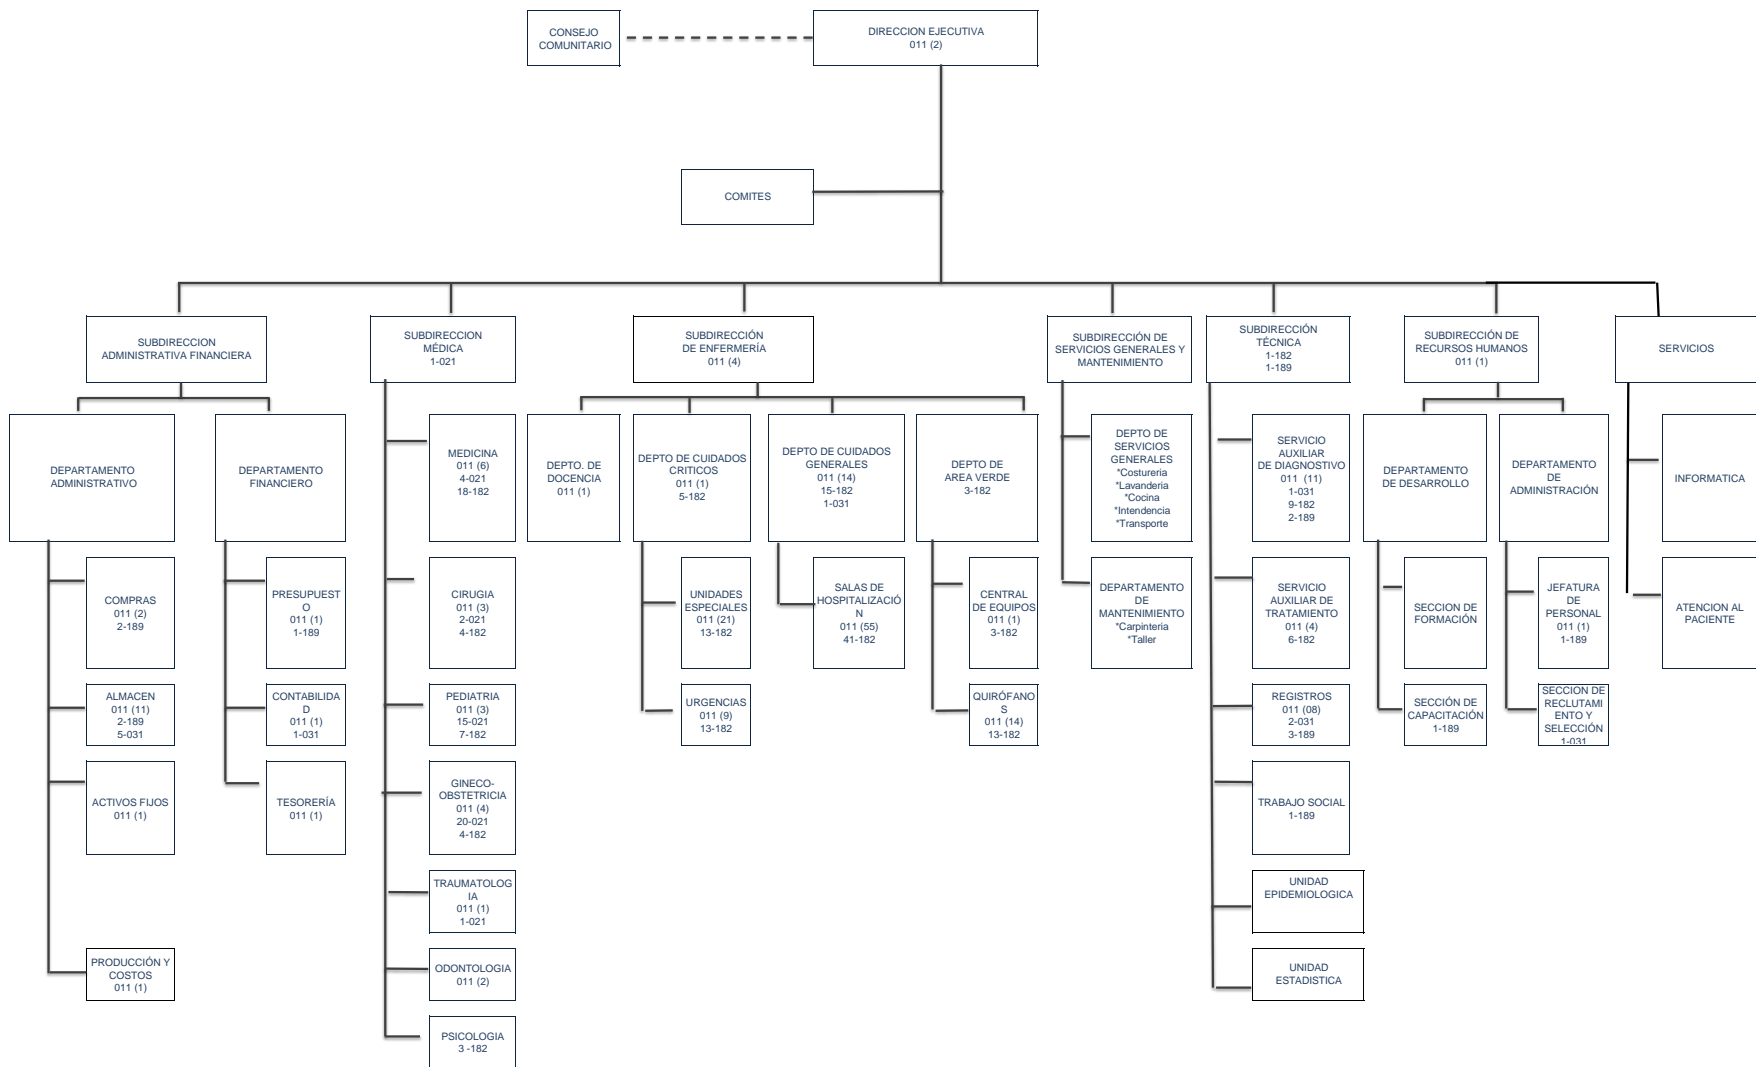 CONSEJO
COMUNITARIO
DIRECCION EJECUTIVA
011 (2)
COMITES
SUBDIRECCION
ADMINISTRATIVA FINANCIERA
SUBDIRECCION
MÉDICA
1-021
SUBDIRECCIÓN
DE ENFERMERÍA
011 (4)
SUBDIRECCIÓN DE
SERVICIOS GENERALES Y
MANTENIMIENTO
SUBDIRECCIÓN
TÉCNICA
1-182
1-189
SUBDIRECCIÓN DE
RECURSOS HUMANOS
011 (1)
SERVICIOS
DEPARTAMENTO
ADMINISTRATIVO
DEPARTAMENTO
FINANCIERO
MEDICINA
011 (6)
4-021
18-182
DEPTO. DE
DOCENCIA
011 (1)
DEPTO DE CUIDADOS
CRITICOS
011 (1)
5-182
DEPTO DE CUIDADOS
GENERALES
011 (14)
15-182
1-031
DEPTO DE
AREA VERDE
3-182
DEPTO DE
SERVICIOS
GENERALES
*Costureria
*Lavanderia
*Cocina
*Intendencia
*Transporte
SERVICIO
AUXILIAR
DE DIAGNOSTIVO
011 (11)
1-031
9-182
2-189
DEPARTAMENTO
DE DESARROLLO
DEPARTAMENTO
DE
ADMINISTRACIÓN
INFORMATICA
COMPRAS
011 (2)
2-189
PRESUPUEST
O
011 (1)
1-189
CIRUGIA
011 (3)
2-021
4-182
UNIDADES
ESPECIALES
011 (21)
13-182
SALAS DE
HOSPITALIZACIÓ
N
011 (55)
41-182
CENTRAL
DE EQUIPOS
011 (1)
3-182
DEPARTAMENTO
DE
MANTENIMIENTO
*Carpinteria
*Taller
SERVICIO
AUXILIAR DE
TRATAMIENTO
011 (4)
6-182
SECCION DE
FORMACIÓN
JEFATURA
DE
PERSONAL
011 (1)
1-189
ATENCION AL
PACIENTE
ALMACEN
011 (11)
2-189
5-031
CONTABILIDA
D
011 (1)
1-031
PEDIATRIA
011 (3)
15-021
7-182
URGENCIAS
011 (9)
13-182
QUIRÓFANO
S
011 (14)
13-182
REGISTROS
011 (08)
2-031
3-189
SECCIÓN DE
CAPACITACIÓN
1-189
SECCION DE
RECLUTAMI
ENTO Y
SELECCIÓN
1-031
ACTIVOS FIJOS
011 (1)
TESORERÍA
011 (1)
GINECO-
OBSTETRICIA
011 (4)
20-021
4-182
TRABAJO SOCIAL
1-189
TRAUMATOLOG
IA
011 (1)
1-021
UNIDAD
EPIDEMIOLOGICA
PRODUCCIÓN Y
COSTOS
011 (1)
ODONTOLOGIA
011 (2)
UNIDAD
ESTADISTICA
PSICOLOGIA
3 -182